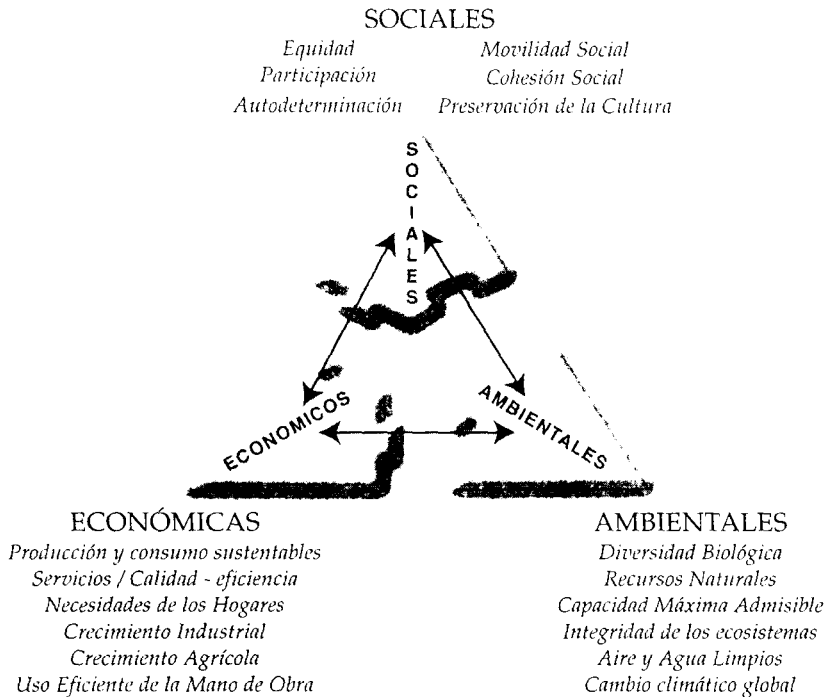 SOCIALES
Equidad Movilidad Social
Participación Cohesión Social
Autodeterminación Preservación de la Cultura
SOCIALES
ECONOMICOS
AMBIENTALES
ECONÓMICAS
Producción y consumo sustentables
Servicios / Calidad - eficiencia
Necesidades de los Hogares
Crecimiento Industrial
Crecimiento Agrícola
Uso Eficiente de la Mano de Obra
AMBIENTALES
Diversidad Biológica
Recursos Naturales
Capacidad Máxima Admisible
Integridad de los ecosistemas
Aire y Agua Limpios
Cambio climático global